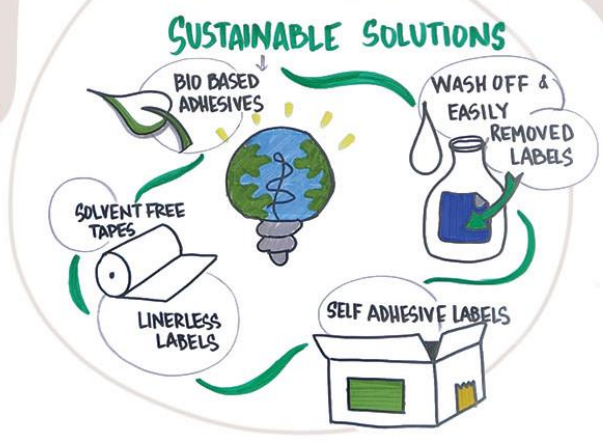 SUSTAINABLE SOLUTIONS
BIO BASED
ADHESIVES
WASH OFF &
EASILY
REMOVED
LABELS
SOLVENT FREE
TAPES
LINERLESS
LABELS
SELF ADHESIVE LABELS